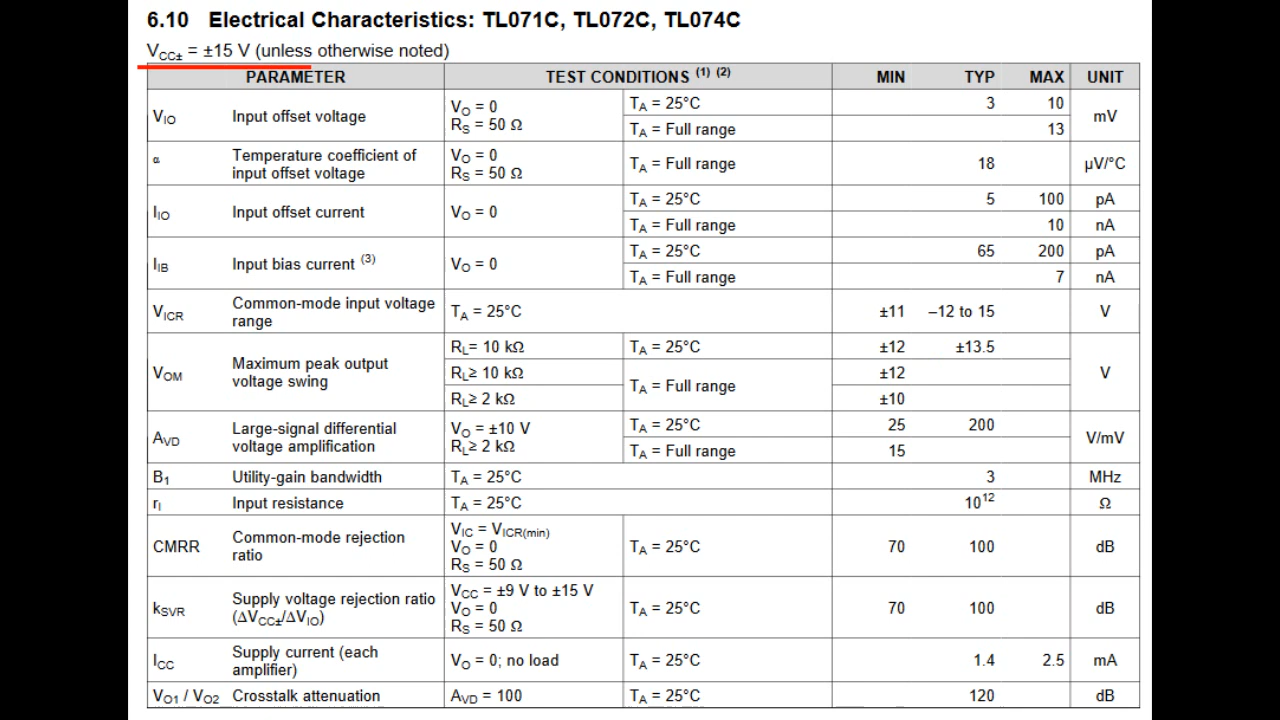 6.10 Electrical Characteristics: TL071C, TL072C, TL074C
VCC± = ±15 V (unless otherwise noted)
PARAMETER TEST CONDITIONS (1) (2) MIN TYP MAX UNIT
VIO Input offset voltage VO = 0 RS = 50 Ω TA = 25°C 3 10 mV
TA = Full range 13
α Temperature coefficient of input offset voltage VO = 0 RS = 50 Ω TA = Full range 18 µV/°C
IIO Input offset current VO = 0 TA = 25°C 5 100 pA
TA = Full range 10 nA
IIB Input bias current (3) VO = 0 TA = 25°C 65 200 pA
TA = Full range 7 nA
VICR Common-mode input voltage range TA = 25°C ±11 –12 to 15 V
VOM Maximum peak output voltage swing RL= 10 kΩ TA = 25°C ±12 ±13.5 V
RL≥ 10 kΩ TA = Full range ±12
RL≥ 2 kΩ ±10
AVD Large-signal differential voltage amplification VO = ±10 V RL≥ 2 kΩ TA = 25°C 25 200 V/mV
TA = Full range 15
B1 Utility-gain bandwidth TA = 25°C 3 MHz
rI Input resistance TA = 25°C 10¹² Ω
CMRR Common-mode rejection ratio VIC = VICR(min) VO = 0 RS = 50 Ω TA = 25°C 70 100 dB
kSVR Supply voltage rejection ratio (ΔVCC±/ΔVIO) VCC = ±9 V to ±15 V VO = 0 RS = 50 Ω TA = 25°C 70 100 dB
ICC Supply current (each amplifier) VO = 0; no load TA = 25°C 1.4 2.5 mA
VO1 / VO2 Crosstalk attenuation AVD = 100 TA = 25°C 120 dB